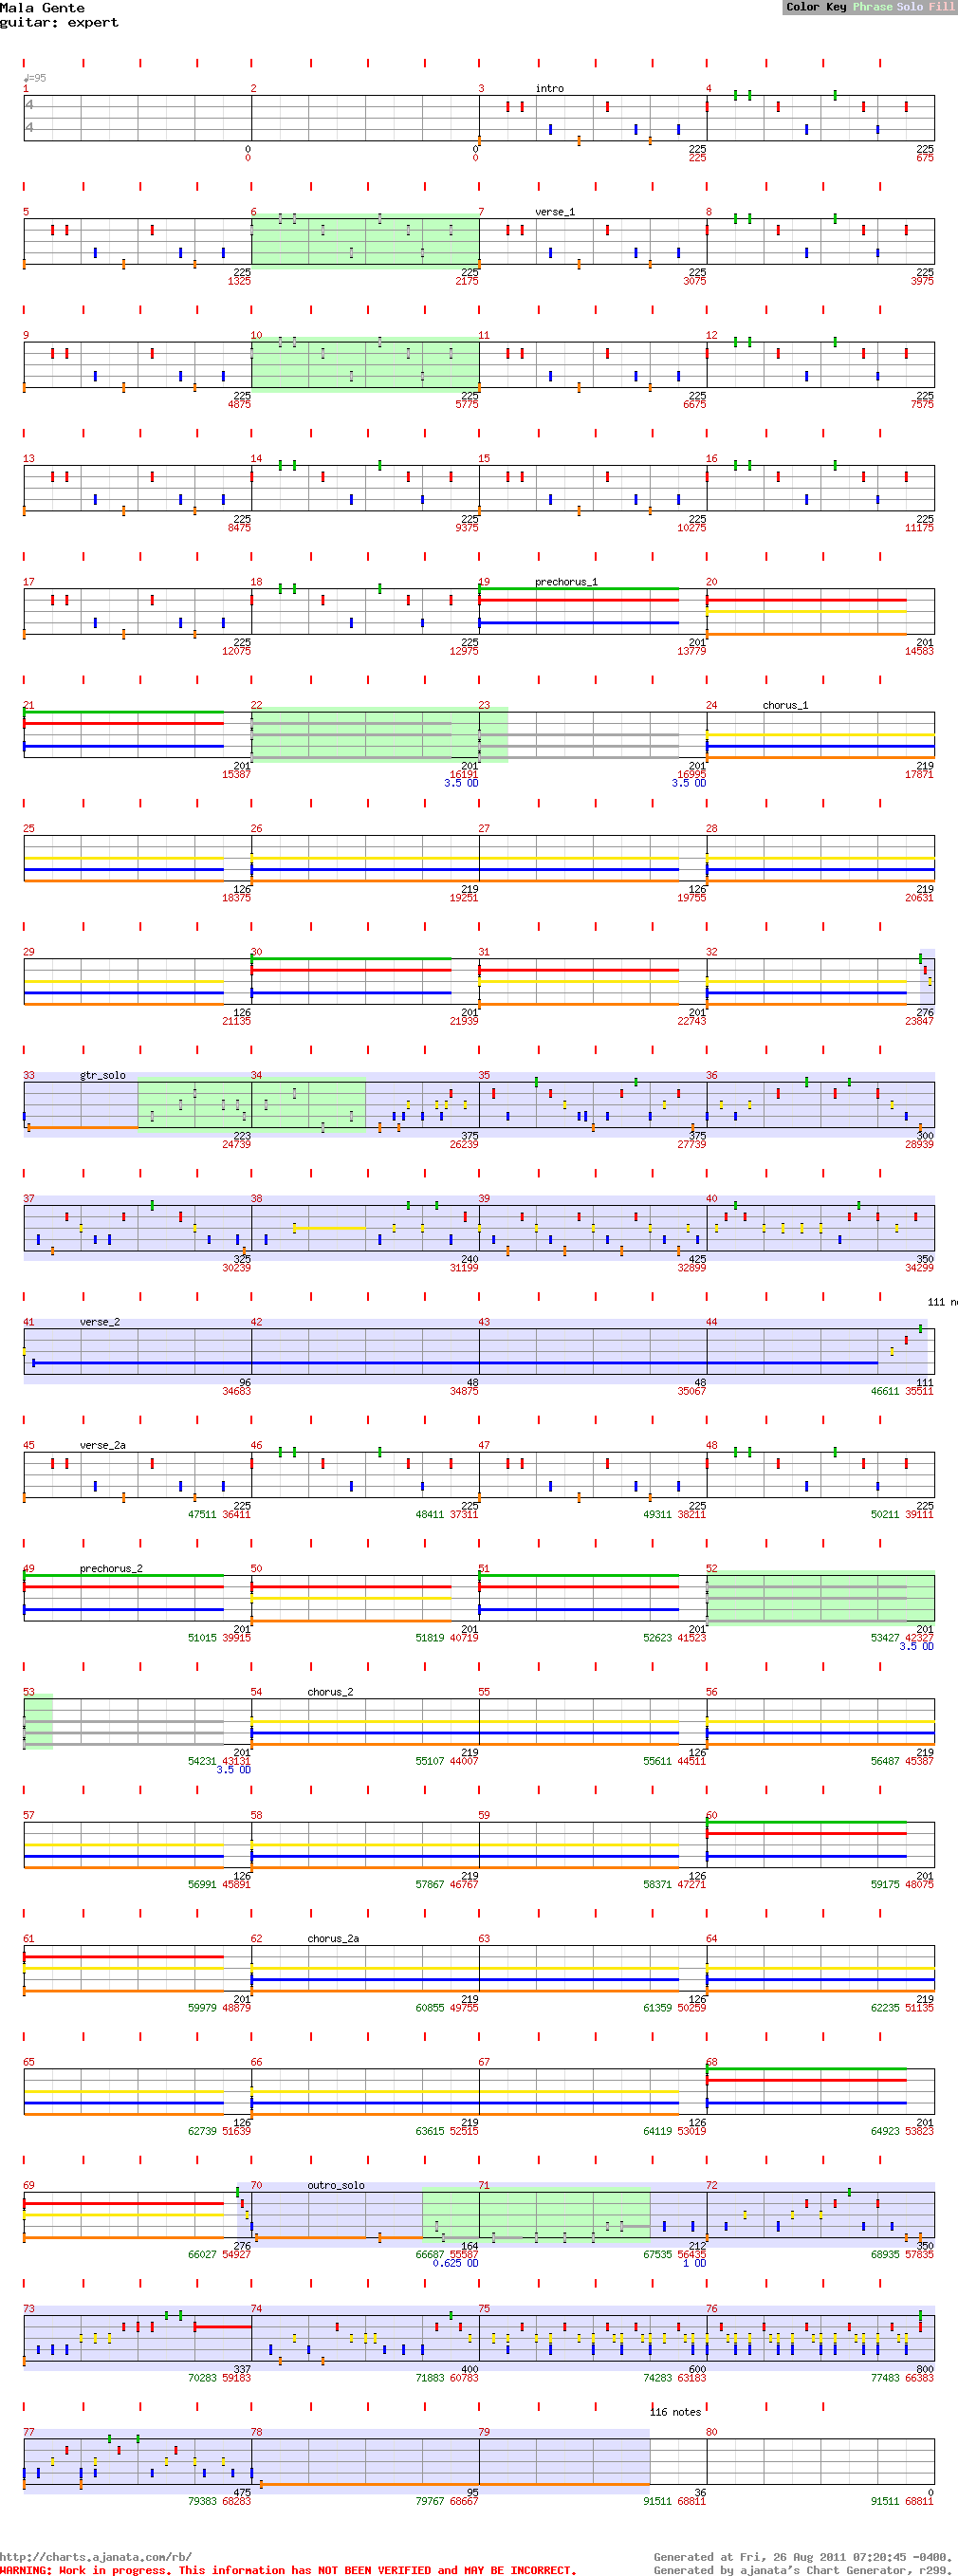 Mala Gente
guitar: expert
Color Key Phrase Solo Fill
♩=95
1 2 3 intro 4
4
4
0 0 225 225
0 0 225 675
5 6 7 verse_1 8
225 225 225 225
1325 2175 3075 3975
9 10 11 12
225 225 225 225
4875 5775 6675 7575
13 14 15 16
225 225 225 225
8475 9375 10275 11175
17 18 19 prechorus_1 20
225 225 201 201
12075 12975 13779 14583
21 22 23 24 chorus_1
201 201 201 219
15387 16191 16995 17871
3.5 OD 3.5 OD
25 26 27 28
126 219 126 219
18375 19251 19755 20631
29 30 31 32
126 201 201 276
21135 21939 22743 23847
33 gtr_solo 34 35 36
223 375 375 300
24739 26239 27739 28939
37 38 39 40
325 240 425 350
30239 31199 32899 34299
111 no
41 verse_2 42 43 44
96 48 48 111
34683 34875 35067 46611 35511
45 verse_2a 46 47 48
225 225 225 225
47511 36411 48411 37311 49311 38211 50211 39111
49 prechorus_2 50 51 52
201 201 201 201
51015 39915 51819 40719 52623 41523 53427 42327
3.5 OD
53 54 chorus_2 55 56
201 219 126 219
54231 43131 55107 44007 55611 44511 56487 45387
3.5 OD
57 58 59 60
126 219 126 201
56991 45891 57867 46767 58371 47271 59175 48075
61 62 chorus_2a 63 64
201 219 126 219
59979 48879 60855 49755 61359 50259 62235 51135
65 66 67 68
126 219 126 201
62739 51639 63615 52515 64119 53019 64923 53823
69 70 outro_solo 71 72
276 164 212 350
66027 54927 66687 55587 67535 56435 68935 57835
0.625 OD 1 OD
73 74 75 76
337 400 600 800
70283 59183 71883 60783 74283 63183 77483 66383
116 notes
77 78 79 80
475 95 36 0
79383 68283 79767 68667 91511 68811 91511 68811
http://charts.ajanata.com/rb/
Generated at Fri, 26 Aug 2011 07:20:45 -0400.
WARNING: Work in progress. This information has NOT BEEN VERIFIED and MAY BE INCORRECT.
Generated by ajanata's Chart Generator, r299.